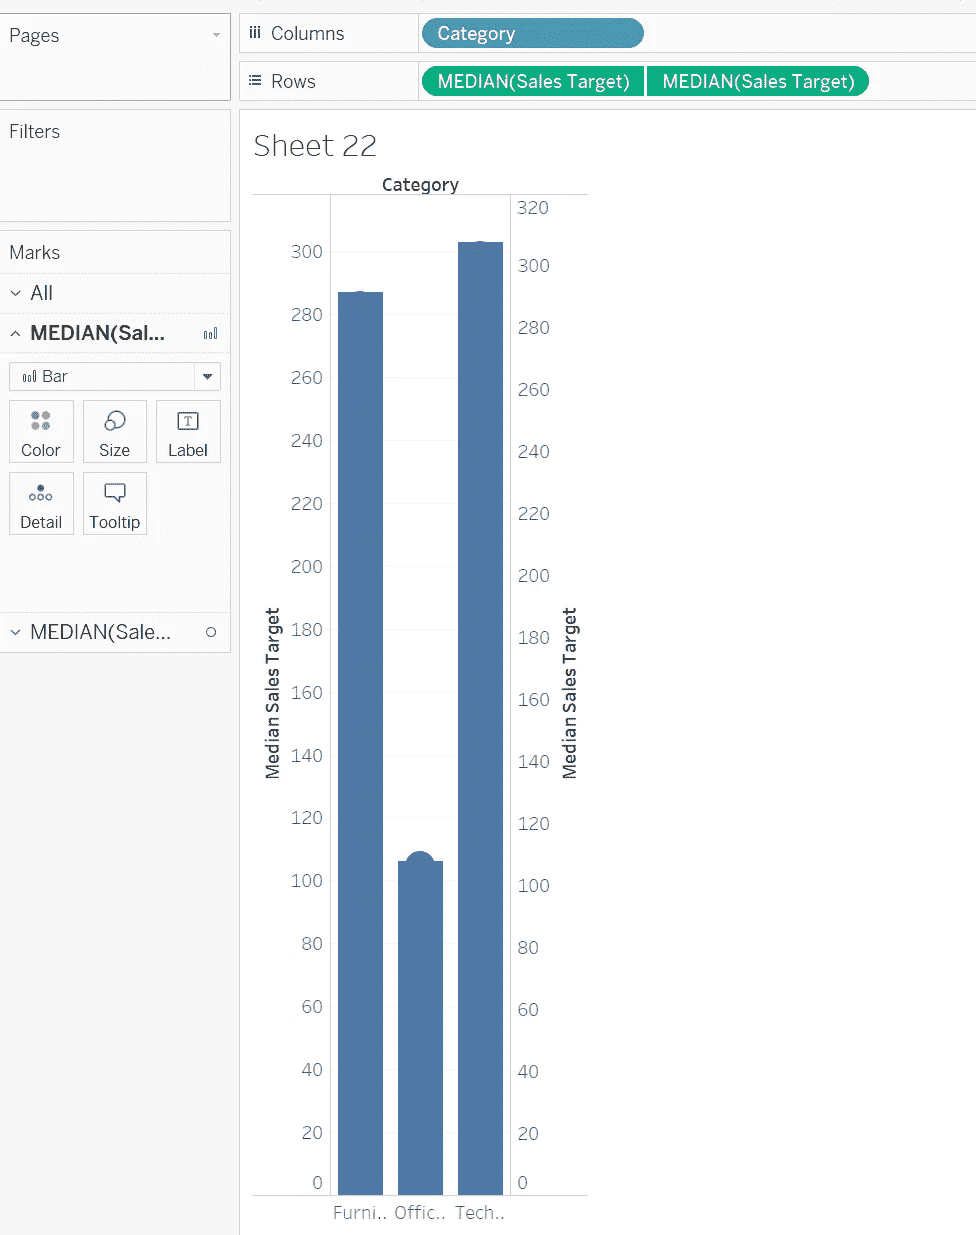 Pages
Columns
Category
Rows
MEDIAN(Sales Target)
MEDIAN(Sales Target)
Filters
Marks
All
MEDIAN(Sal...
Bar
Color
Size
T
Label
Detail
Tooltip
MEDIAN(Sale...
Sheet 22
Category
Median Sales Target
300
280
260
240
220
200
180
160
140
120
100
80
60
40
20
0
320
300
280
260
240
220
200
180
160
140
120
100
80
60
40
20
0
Median Sales Target
Furni.. Offic.. Tech..